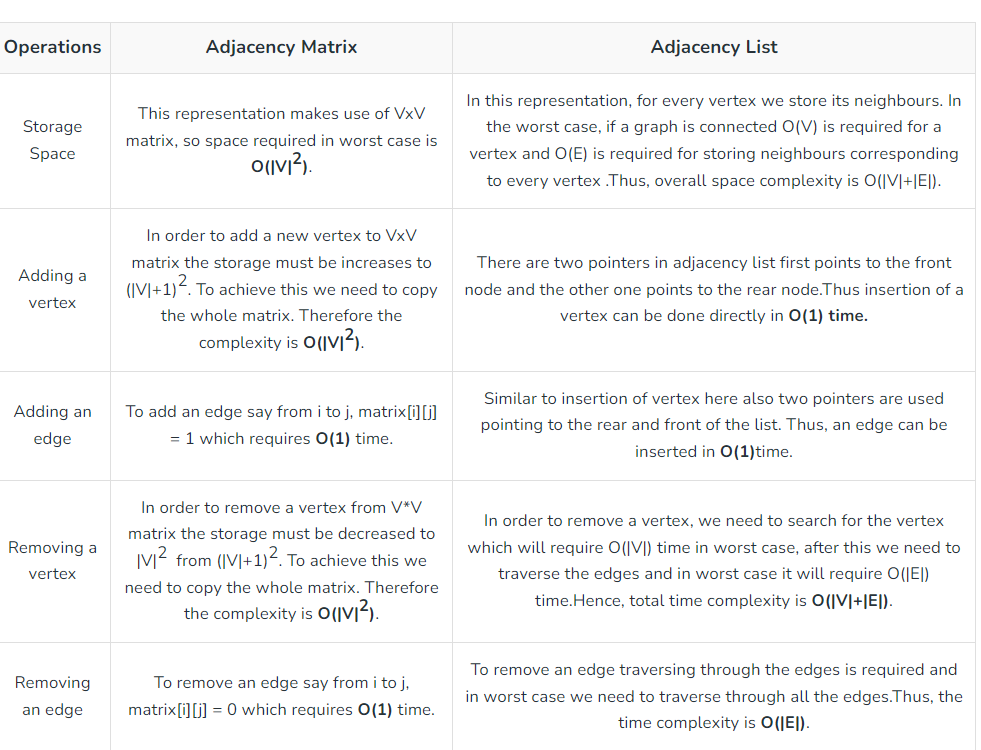 Operations
Adjacency Matrix
Adjacency List
Storage
Space
This representation makes use of VxV
matrix, so space required in worst case is
O(|V|²).
In this representation, for every vertex we store its neighbours. In
the worst case, if a graph is connected O(V) is required for a
vertex and O(E) is required for storing neighbours corresponding
to every vertex .Thus, overall space complexity is O(|V|+|E|).
Adding a
vertex
In order to add a new vertex to VxV
matrix the storage must be increases to
(|V|+1)². To achieve this we need to copy
the whole matrix. Therefore the
complexity is O(|V|²).
There are two pointers in adjacency list first points to the front
node and the other one points to the rear node.Thus insertion of a
vertex can be done directly in O(1) time.
Adding an
edge
To add an edge say from i to j, matrix[i][j]
= 1 which requires O(1) time.
Similar to insertion of vertex here also two pointers are used
pointing to the rear and front of the list. Thus, an edge can be
inserted in O(1)time.
Removing a
vertex
In order to remove a vertex from V*V
matrix the storage must be decreased to
|V|² from (|V|+1)². To achieve this we
need to copy the whole matrix. Therefore
the complexity is O(|V|²).
In order to remove a vertex, we need to search for the vertex
which will require O(|V|) time in worst case, after this we need to
traverse the edges and in worst case it will require O(|E|)
time.Hence, total time complexity is O(|V|+|E|).
Removing
an edge
To remove an edge say from i to j,
matrix[i][j] = 0 which requires O(1) time.
To remove an edge traversing through the edges is required and
in worst case we need to traverse through all the edges.Thus, the
time complexity is O(|E|).